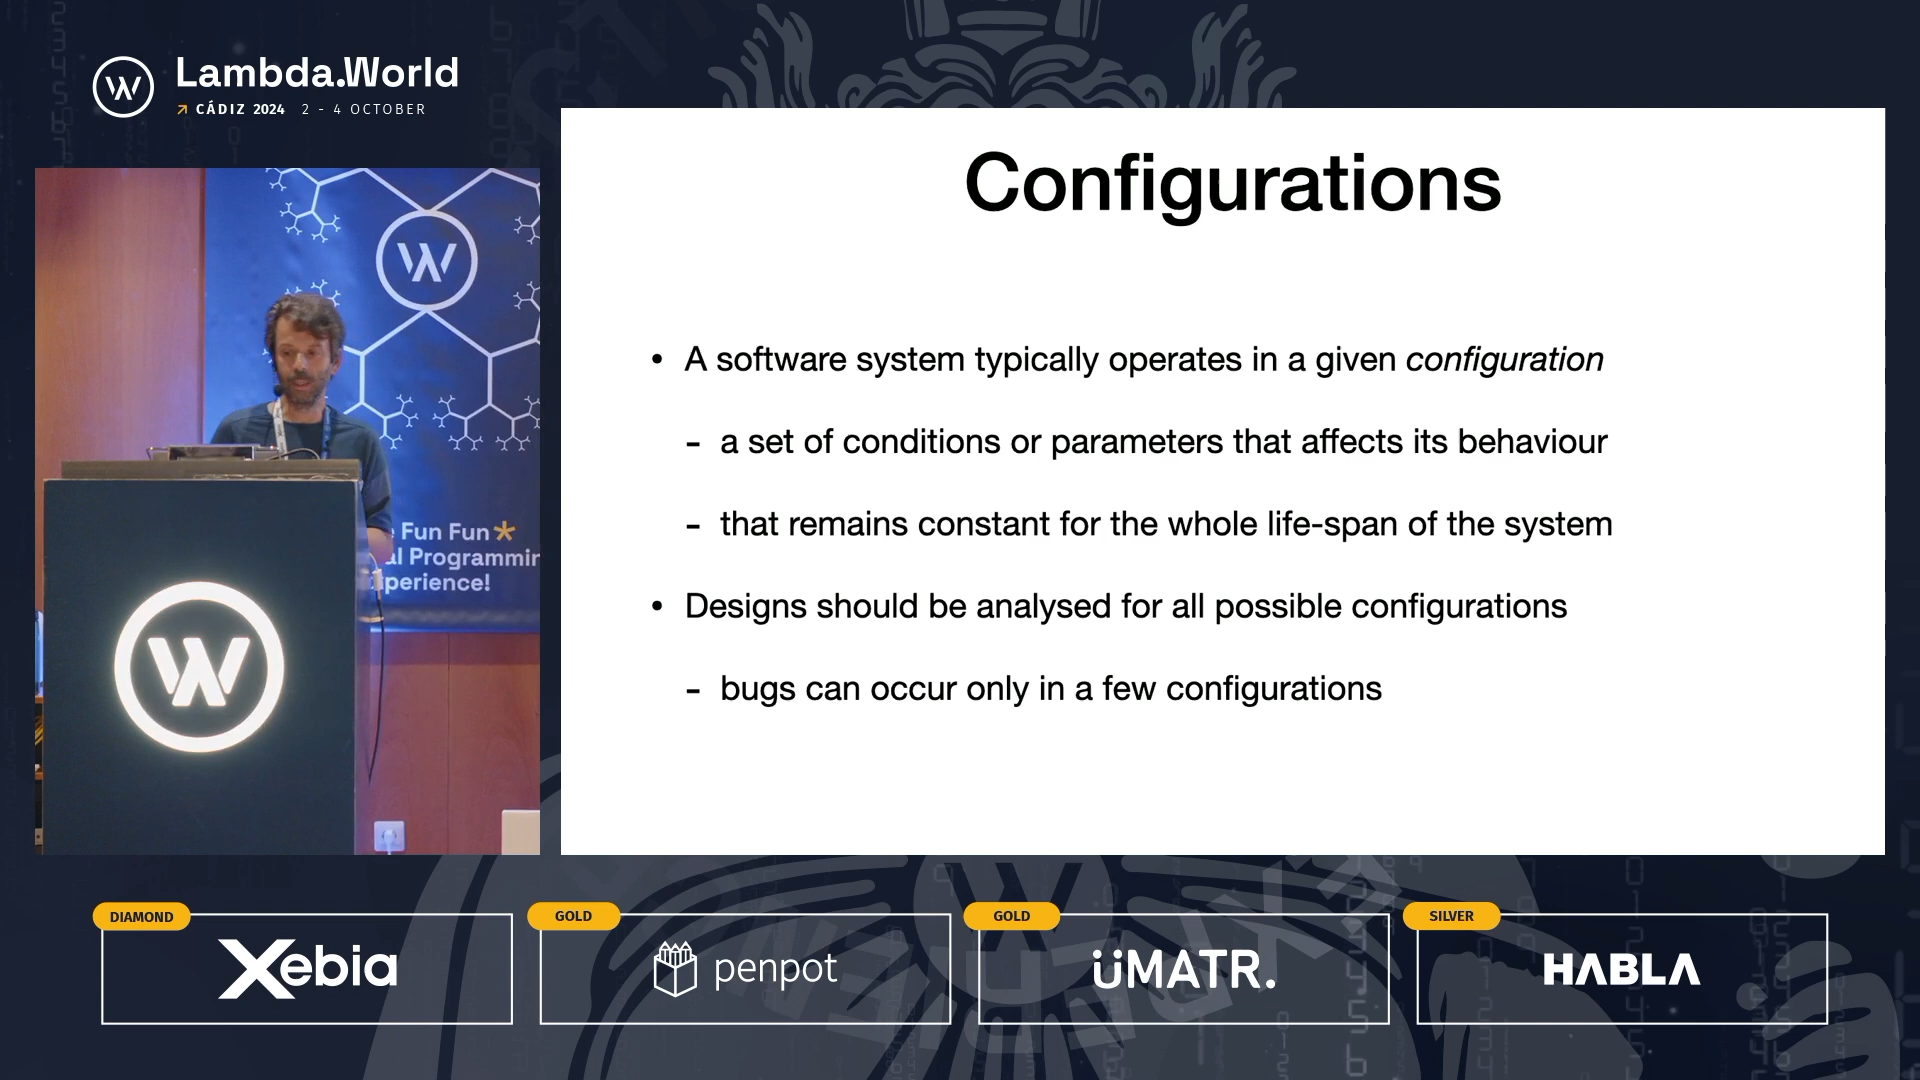 Lambda.World
CÁDIZ 2024 2 - 4 OCTOBER
Configurations
• A software system typically operates in a given configuration
- a set of conditions or parameters that affects its behaviour
- that remains constant for the whole life-span of the system
• Designs should be analysed for all possible configurations
- bugs can occur only in a few configurations
Fun Fun*
al Programmin
perience!
DIAMOND
Xebia
GOLD
penpot
GOLD
üMATR.
SILVER
HABLA